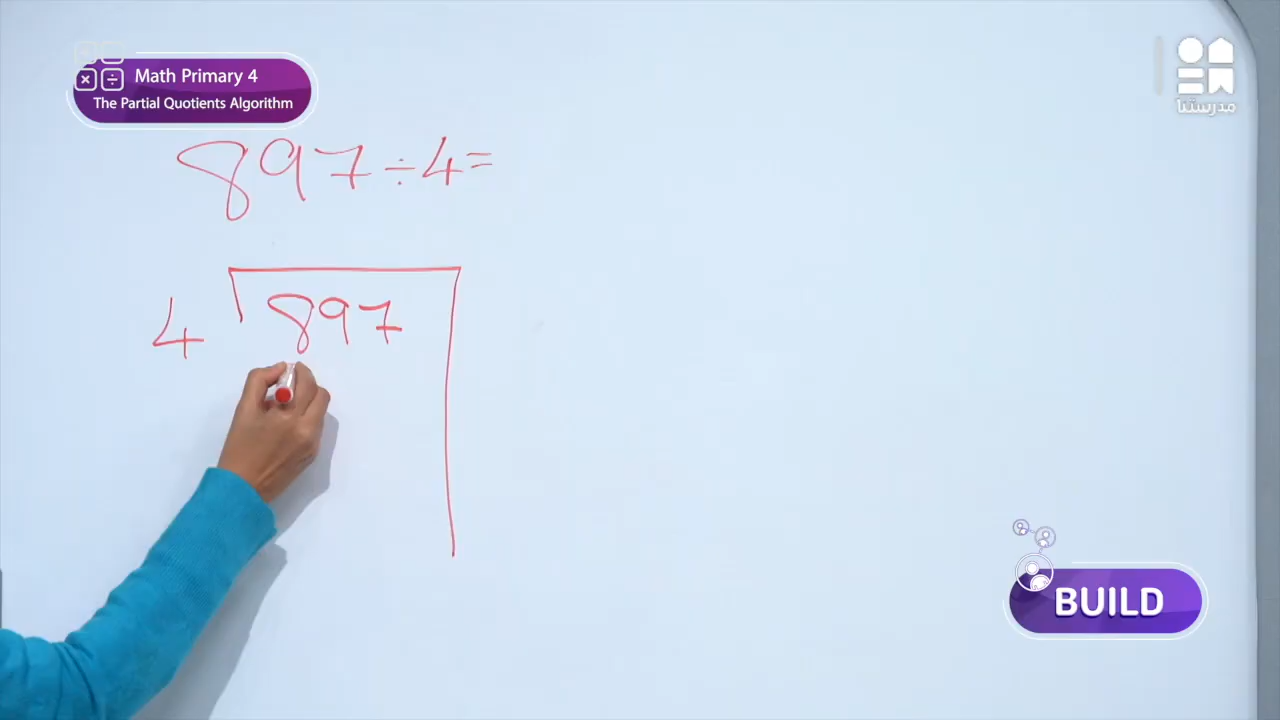 Math Primary 4
The Partial Quotients Algorithm
مدرستنا
897÷4=
4 897
BUILD